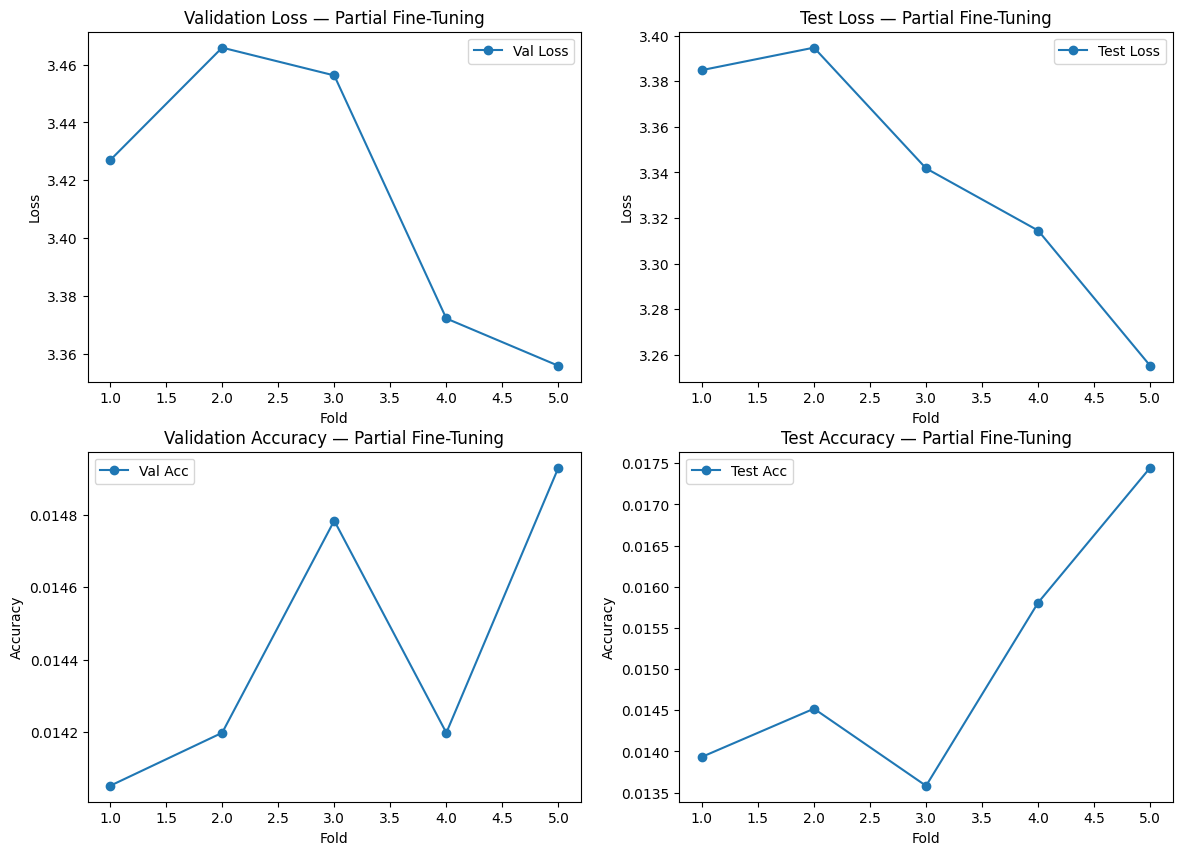 Validation Loss — Partial Fine-Tuning
Val Loss
3.46
3.44
3.42
3.40
3.38
3.36
Loss
1.0 1.5 2.0 2.5 3.0 3.5 4.0 4.5 5.0
Fold
Test Loss — Partial Fine-Tuning
Test Loss
3.40
3.38
3.36
3.34
3.32
3.30
3.28
3.26
Loss
1.0 1.5 2.0 2.5 3.0 3.5 4.0 4.5 5.0
Fold
Validation Accuracy — Partial Fine-Tuning
Val Acc
0.0148
0.0146
0.0144
0.0142
Accuracy
1.0 1.5 2.0 2.5 3.0 3.5 4.0 4.5 5.0
Fold
Test Accuracy — Partial Fine-Tuning
Test Acc
0.0175
0.0170
0.0165
0.0160
0.0155
0.0150
0.0145
0.0140
0.0135
Accuracy
1.0 1.5 2.0 2.5 3.0 3.5 4.0 4.5 5.0
Fold